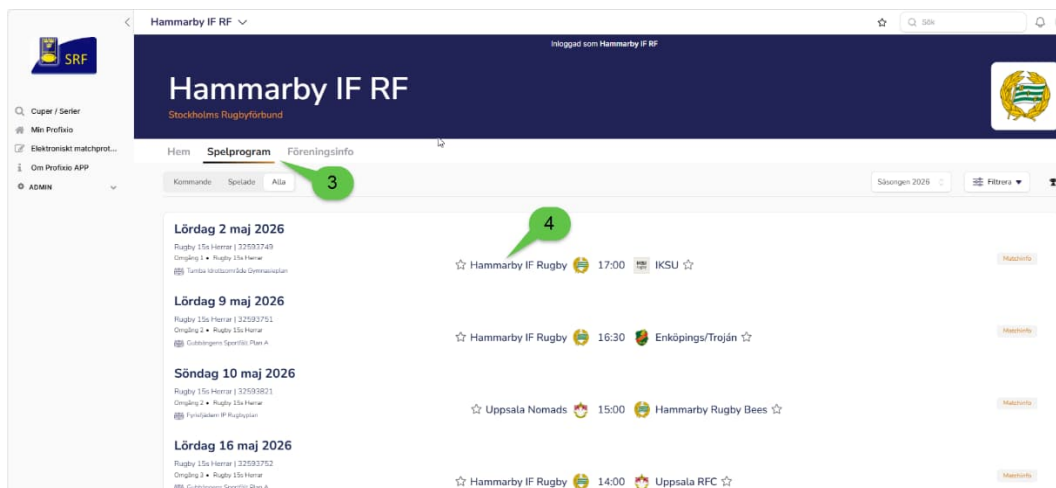 Hammarby IF RF
Sök
SRF
Inloggad som Hammarby IF RF
Hammarby IF RF
Stockholms Rugbyförbund
Cuper / Serier
Min Profixio
Elektroniskt matchprot...
Om Profixio APP
ADMIN
Hem Spelprogram Föreningsinfo
3
Kommande Spelade Alla
Säsongen 2026 Filtrera
Lördag 2 maj 2026
4
Rugby 15s Herrar | 32593749
Omgång 1 • Rugby 15s Herrar
Tumba Idrottsområde Gymnasieplan
Hammarby IF Rugby 17:00 IKSU
Matchinfo
Lördag 9 maj 2026
Rugby 15s Herrar | 32593751
Omgång 2 • Rugby 15s Herrar
Gubbängens Sportfält Plan A
Hammarby IF Rugby 16:30 Enköpings/Troján
Matchinfo
Söndag 10 maj 2026
Rugby 15s Herrar | 32593821
Omgång 2 • Rugby 15s Herrar
Fyrisfjädern IP Rugbyplan
Uppsala Nomads 15:00 Hammarby Rugby Bees
Matchinfo
Lördag 16 maj 2026
Rugby 15s Herrar | 32593752
Omgång 3 • Rugby 15s Herrar
Gubbängens Sportfält Plan A
Hammarby IF Rugby 14:00 Uppsala RFC
Matchinfo